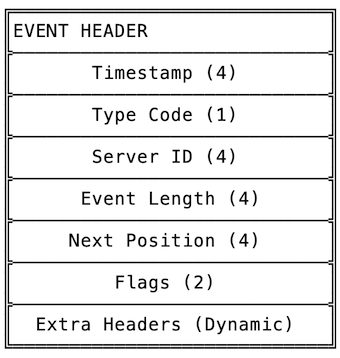 EVENT HEADER
Timestamp (4)
Type Code (1)
Server ID (4)
Event Length (4)
Next Position (4)
Flags (2)
Extra Headers (Dynamic)